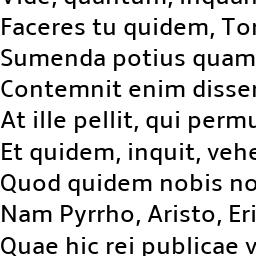 Vide, quantum, inquam
Faceres tu quidem, Tor
Sumenda potius quam
Contemnit enim disser
At ille pellit, qui permu
Et quidem, inquit, vehe
Quod quidem nobis no
Nam Pyrrho, Aristo, Eri
Quae hic rei publicae v